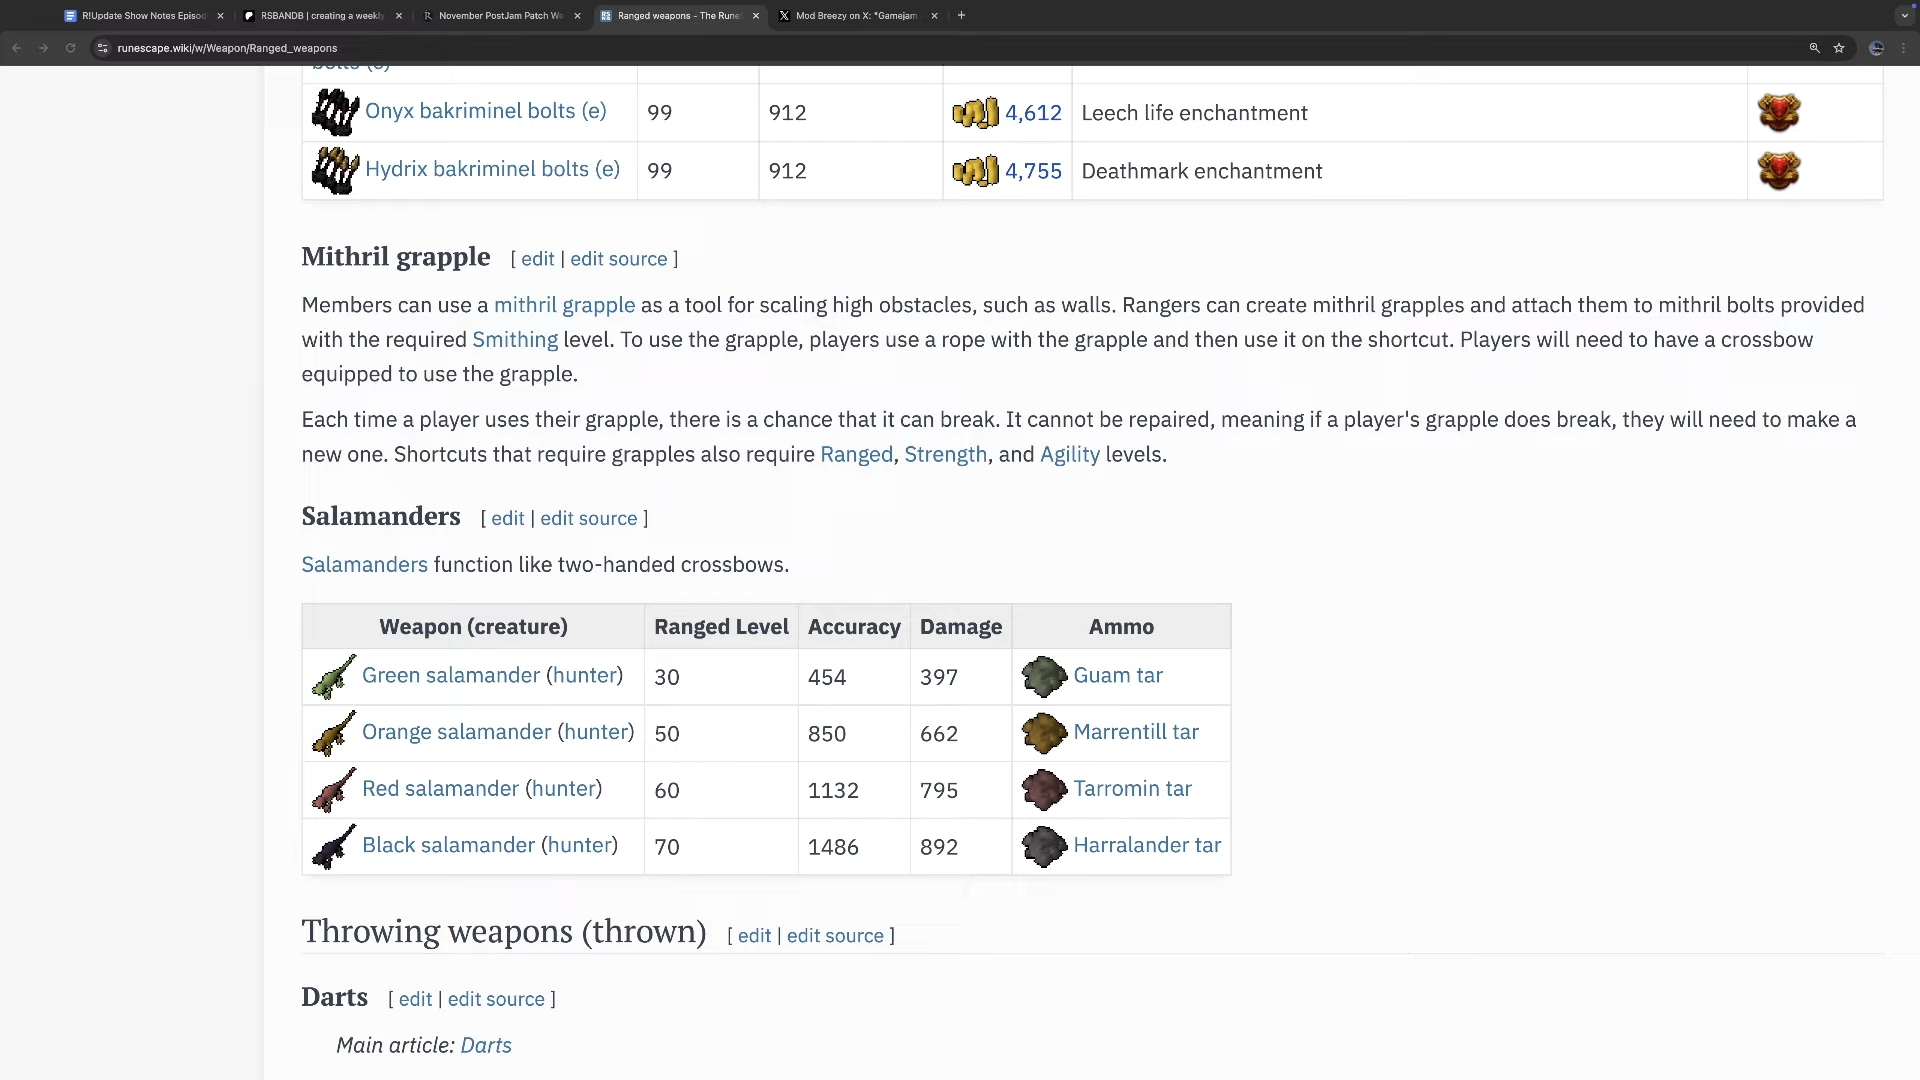 R!Update Show Notes Episod
RSBANDB | creating a weekly
November PostJam Patch We
Ranged weapons - The Rune
Mod Breezy on X: "Gamejam
runescape.wiki/w/Weapon/Ranged_weapons
Onyx bakriminel bolts (e) 99 912 4,612 Leech life enchantment
Hydrix bakriminel bolts (e) 99 912 4,755 Deathmark enchantment
Mithril grapple [ edit | edit source ]
Members can use a mithril grapple as a tool for scaling high obstacles, such as walls. Rangers can create mithril grapples and attach them to mithril bolts provided
with the required Smithing level. To use the grapple, players use a rope with the grapple and then use it on the shortcut. Players will need to have a crossbow
equipped to use the grapple.
Each time a player uses their grapple, there is a chance that it can break. It cannot be repaired, meaning if a player's grapple does break, they will need to make a
new one. Shortcuts that require grapples also require Ranged, Strength, and Agility levels.
Salamanders [ edit | edit source ]
Salamanders function like two-handed crossbows.
Weapon (creature) Ranged Level Accuracy Damage Ammo
Green salamander (hunter) 30 454 397 Guam tar
Orange salamander (hunter) 50 850 662 Marrentill tar
Red salamander (hunter) 60 1132 795 Tarromin tar
Black salamander (hunter) 70 1486 892 Harralander tar
Throwing weapons (thrown) [ edit | edit source ]
Darts [ edit | edit source ]
Main article: Darts